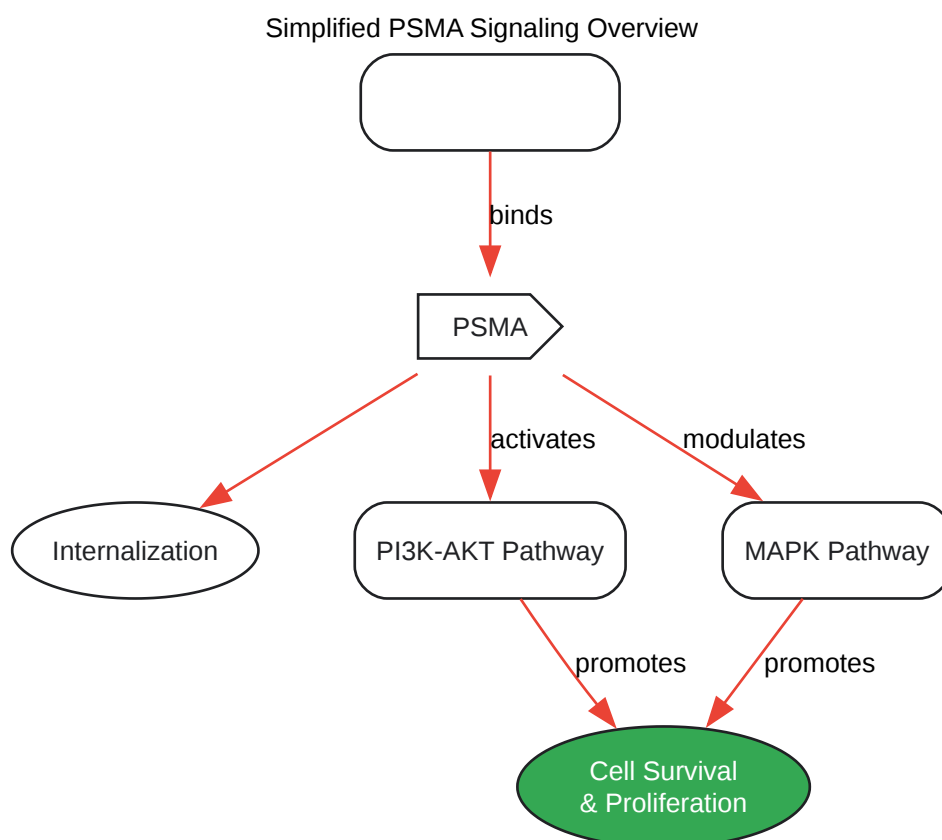 Simplified PSMA Signaling Overview
binds
PSMA
activates
modulates
Internalization
PI3K-AKT Pathway
MAPK Pathway
promotes
promotes
Cell Survival
& Proliferation